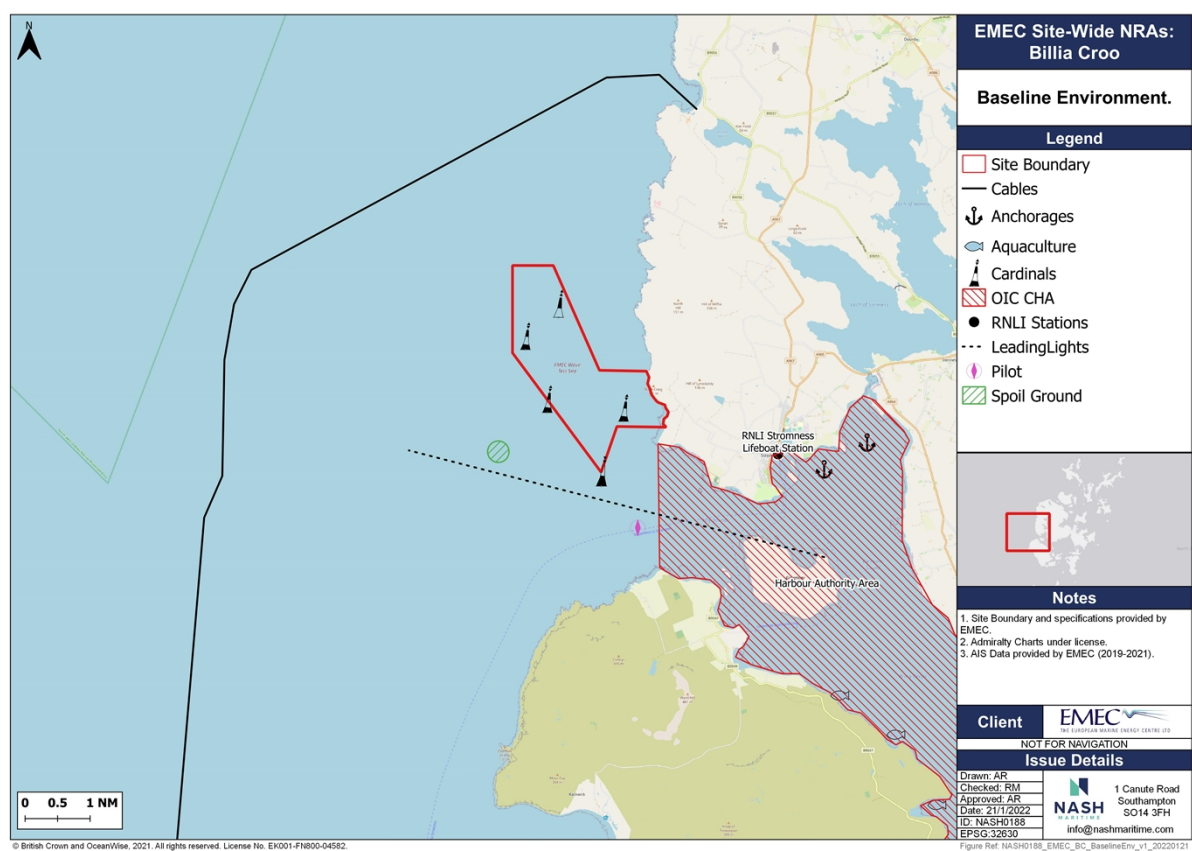 N
EMEC Wave
Test Site
RNLI Stromness
Lifeboat Station
Harbour Authority Area
0 0.5 1 NM
EMEC Site-Wide NRAs:
Billia Croo
Baseline Environment.
Legend
Site Boundary
Cables
Anchorages
Aquaculture
Cardinals
OIC CHA
RNLI Stations
LeadingLights
Pilot
Spoil Ground
Notes
1. Site Boundary and specifications provided by
EMEC.
2. Admiralty Charts under license.
3. AIS Data provided by EMEC (2019-2021).
Client
EMEC
THE EUROPEAN MARINE ENERGY CENTRE LTD
NOT FOR NAVIGATION
Issue Details
Drawn: AR
Checked: RM
Approved: AR
Date: 21/1/2022
ID: NASH0188
EPSG:32630
NASH
MARITIME
1 Canute Road
Southampton
SO14 3FH
info@nashmaritime.com
© British Crown and OceanWise, 2021. All rights reserved. License No. EK001-FN800-04582.
Figure Ref: NASH0188_EMEC_BC_BaselineEnv_v1_20220121